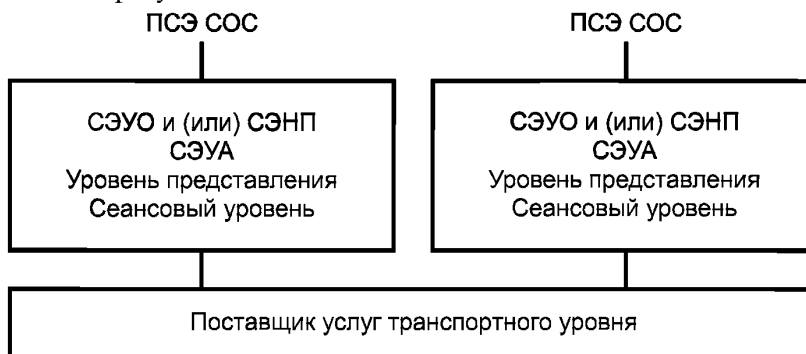 ПСЭ СОС
ПСЭ СОС
СЭУО и (или) СЭНП
СЭУА
Уровень представления
Сеансовый уровень
СЭУО и (или) СЭНП
СЭУА
Уровень представления
Сеансовый уровень
Поставщик услуг транспортного уровня